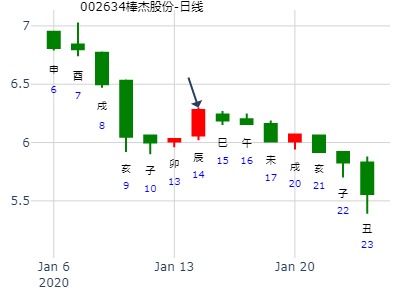 002634棒杰股份-日线
7
6.5
6
5.5
申
6
酉
7
戌
8
亥
9
子
10
卯
13
辰
14
巳
15
午
16
未
17
戌
20
亥
21
子
22
丑
23
Jan 6
2020
Jan 13
Jan 20